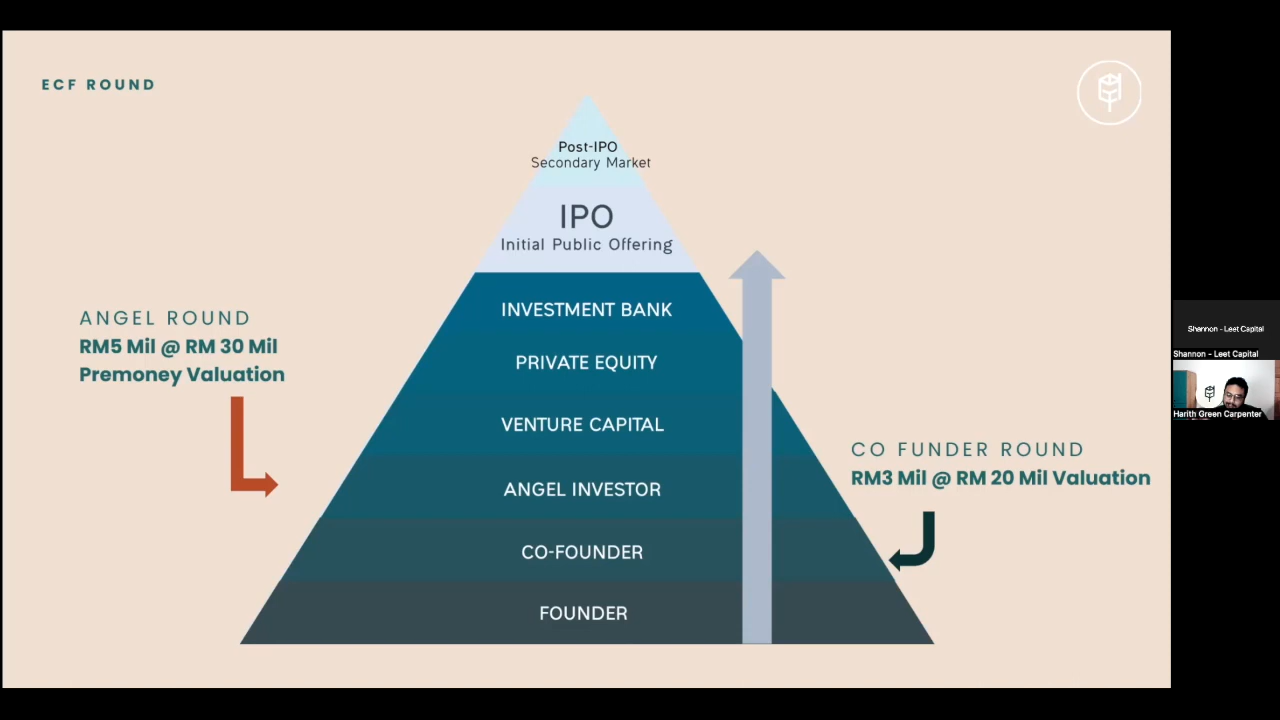 ECF ROUND
Post-IPO
Secondary Market
IPO
Initial Public Offering
INVESTMENT BANK
PRIVATE EQUITY
VENTURE CAPITAL
ANGEL INVESTOR
CO-FOUNDER
FOUNDER
ANGEL ROUND
RM5 Mil @ RM 30 Mil
Premoney Valuation
CO FUNDER ROUND
RM3 Mil @ RM 20 Mil Valuation
Shannon - Leet Capital
Shannon - Leet Capital
Harith Green Carpenter